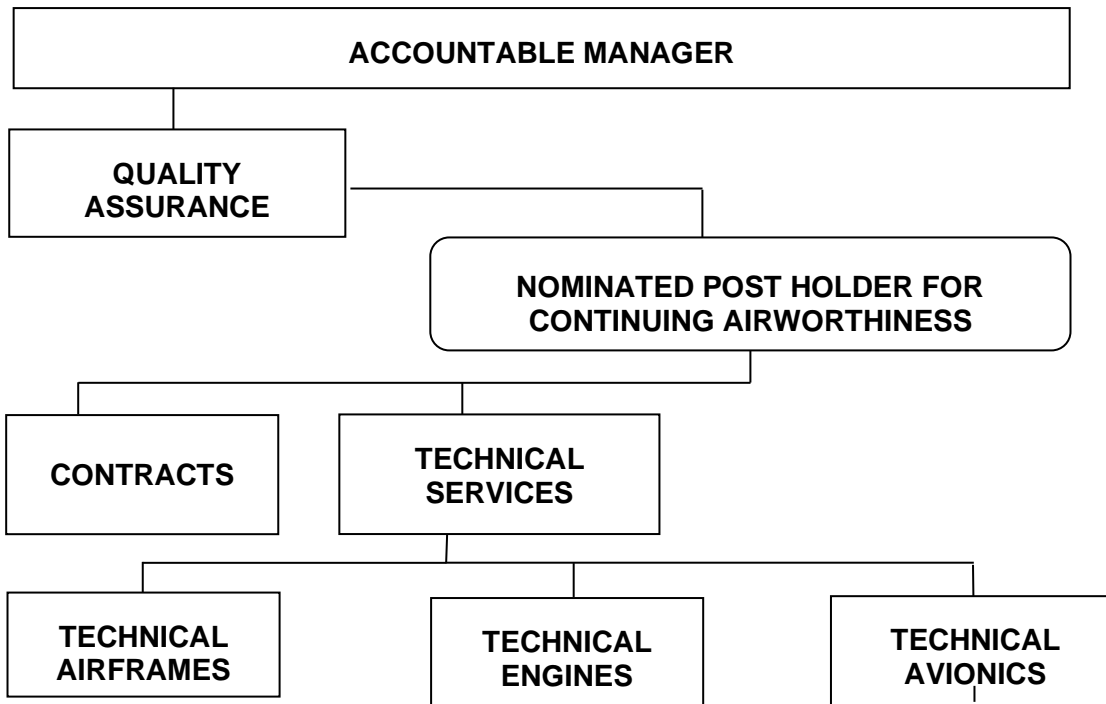 ACCOUNTABLE MANAGER
QUALITY
ASSURANCE
NOMINATED POST HOLDER FOR
CONTINUING AIRWORTHINESS
CONTRACTS
TECHNICAL
SERVICES
TECHNICAL
AIRFRAMES
TECHNICAL
ENGINES
TECHNICAL
AVIONICS